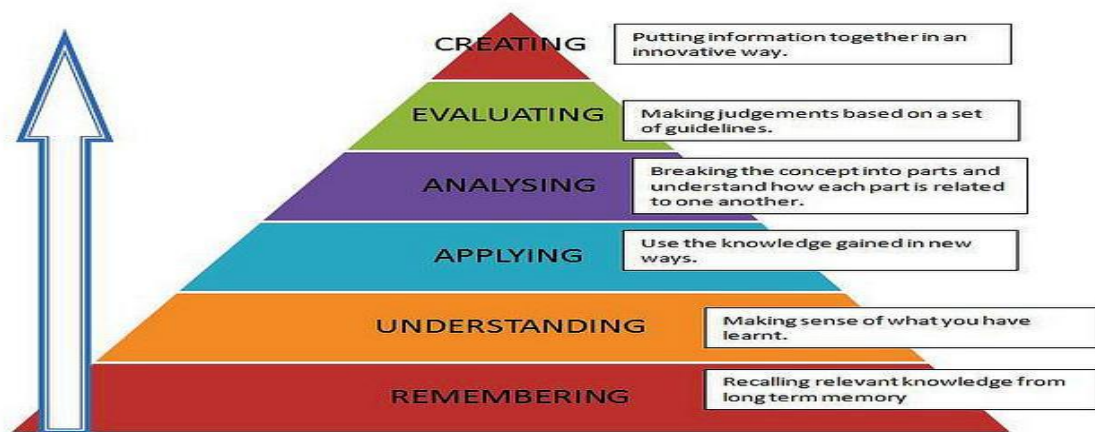 CREATING
Putting information together in an
innovative way.
EVALUATING
Making judgements based on a set
of guidelines.
ANALYSING
Breaking the concept into parts and
understand how each part is related
to one another.
APPLYING
Use the knowledge gained in new
ways.
UNDERSTANDING
Making sense of what you have
learnt.
REMEMBERING
Recalling relevant knowledge from
long term memory